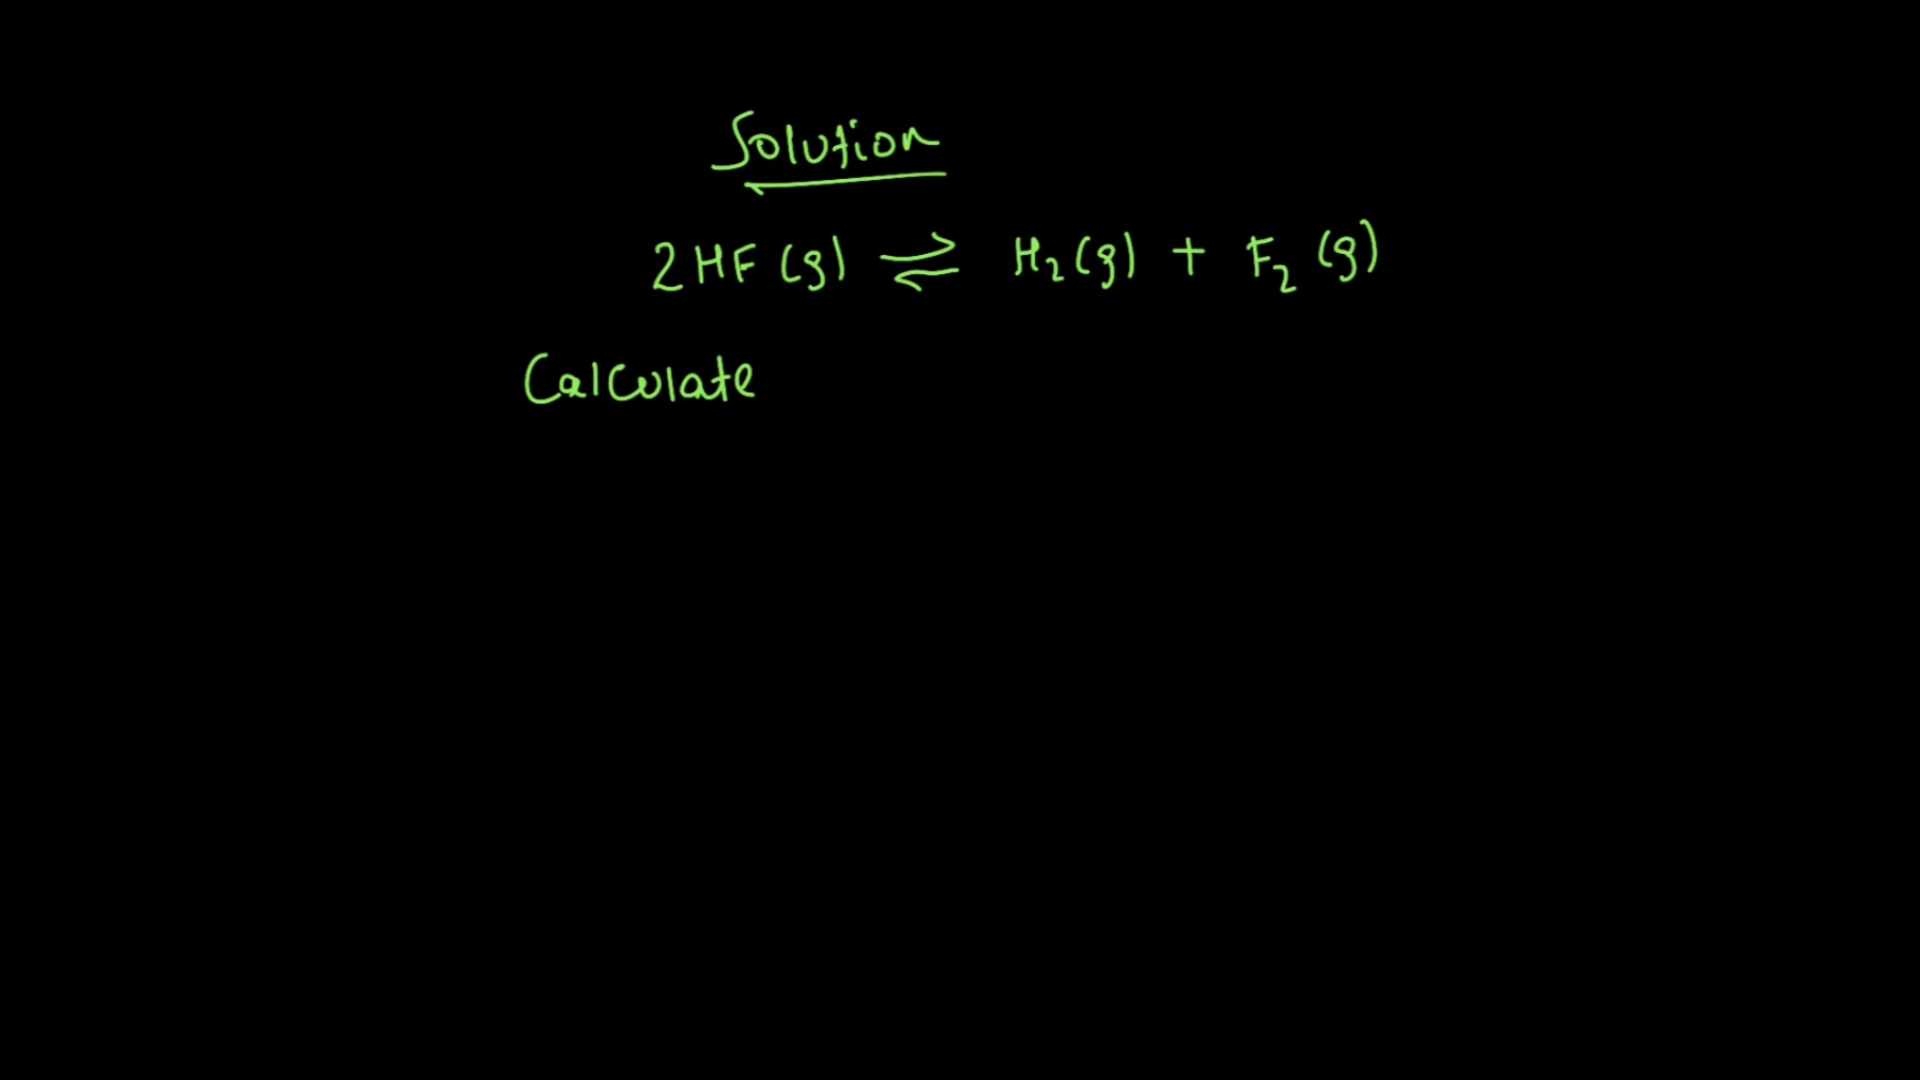 Solution
2HF (g) ⇌ H₂(g) + F₂ (g)
Calculate